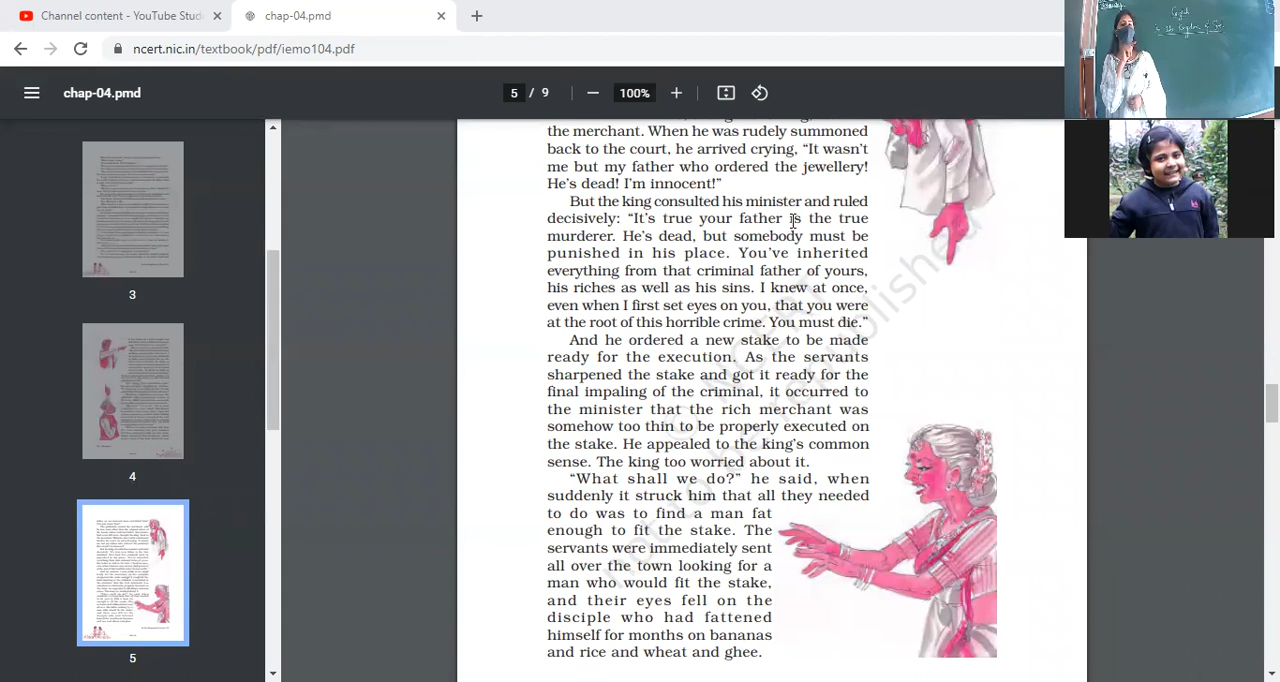 Channel content - YouTube Stud
chap-04.pmd
ncert.nic.in/textbook/pdf/iemo104.pdf
chap-04.pmd
5 / 9
100%
the merchant. When he was rudely summoned
back to the court, he arrived crying, “It wasn’t
me but my father who ordered the jewellery!
He’s dead! I’m innocent!”
But the king consulted his minister and ruled
decisively: “It’s true your father is the true
murderer. He’s dead, but somebody must be
punished in his place. You’ve inherited
everything from that criminal father of yours,
his riches as well as his sins. I knew at once,
even when I first set eyes on you, that you were
at the root of this horrible crime. You must die.”
And he ordered a new stake to be made
ready for the execution. As the servants
sharpened the stake and got it ready for the
final impaling of the criminal, it occurred to
the minister that the rich merchant was
somehow too thin to be properly executed on
the stake. He appealed to the king’s common
sense. The king too worried about it.
“What shall we do?” he said, when
suddenly it struck him that all they needed
to do was to find a man fat
enough to fit the stake. The
servants were immediately sent
all over the town looking for a
man who would fit the stake,
and their eyes fell on the
disciple who had fattened
himself for months on bananas
and rice and wheat and ghee.
3
4
5